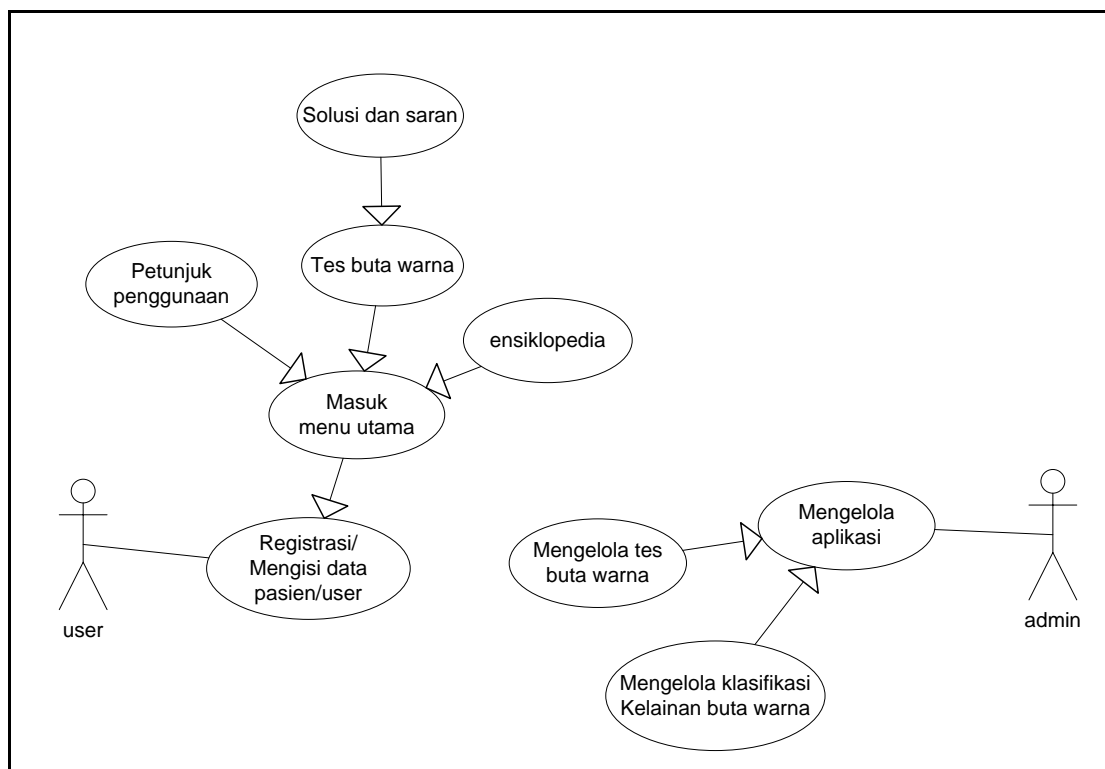 Solusi dan saran
Tes buta warna
Petunjuk
penggunaan
ensiklopedia
Masuk
menu utama
Registrasi/
Mengisi data
pasien/user
user
Mengelola
aplikasi
Mengelola tes
buta warna
admin
Mengelola klasifikasi
Kelainan buta warna